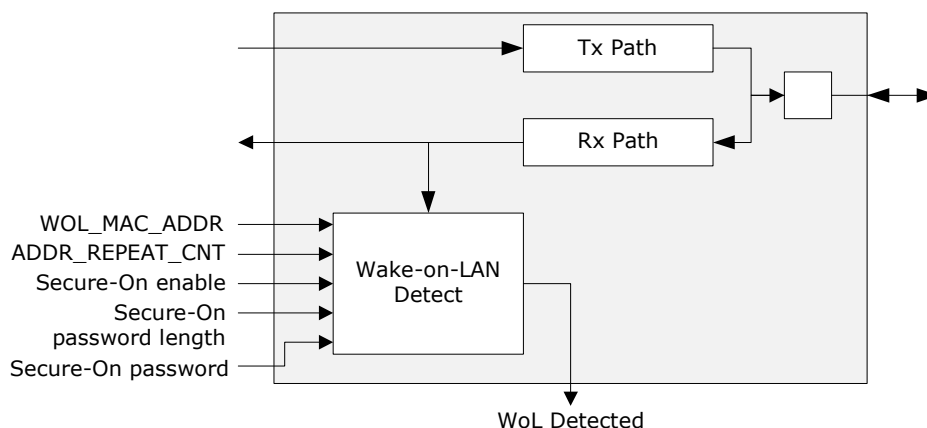 Tx Path
Rx Path
WOL_MAC_ADDR
ADDR_REPEAT_CNT
Secure-On enable
Secure-On
password length
Secure-On password
Wake-on-LAN
Detect
WoL Detected